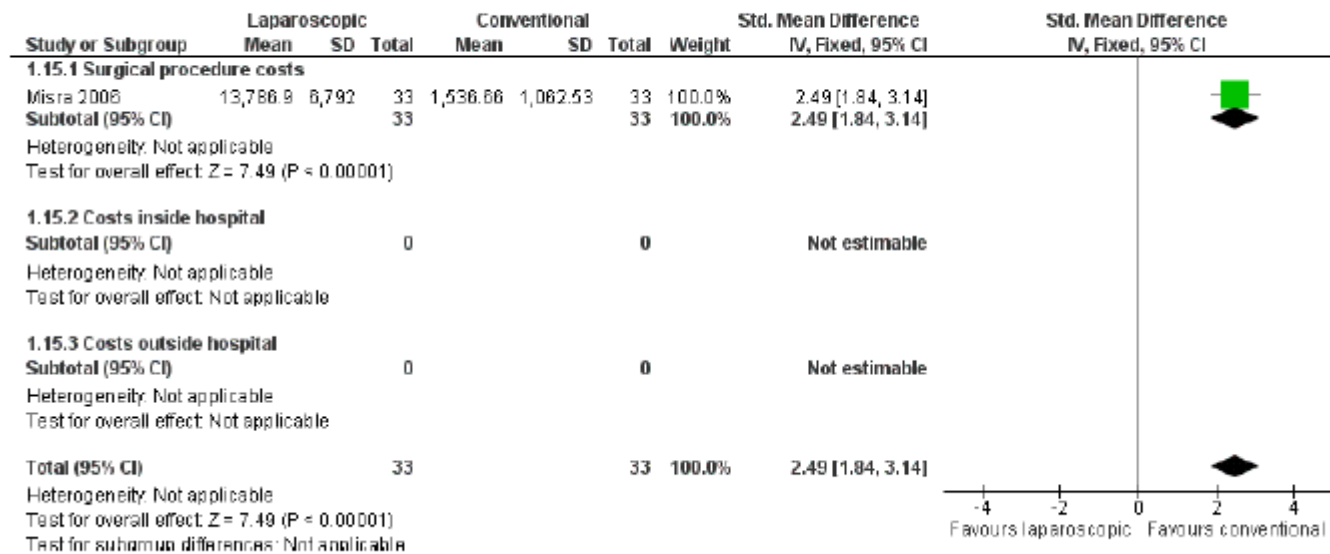 Laparoscopic Conventional Std. Mean Difference Std. Mean Difference
Study or Subgroup Mean SD Total Mean SD Total Weight IV, Fixed, 95% CI IV, Fixed, 95% CI
1.15.1 Surgical procedure costs
Misra 2006 13,786.9 6,792 33 1,536.66 1,062.53 33 100.0% 2.49 [1.84, 3.14]
Subtotal (95% CI) 33 33 100.0% 2.49 [1.84, 3.14]
Heterogeneity: Not applicable
Test for overall effect: Z = 7.49 (P < 0.00001)
1.15.2 Costs inside hospital
Subtotal (95% CI) 0 0 Not estimable
Heterogeneity: Not applicable
Test for overall effect: Not applicable
1.15.3 Costs outside hospital
Subtotal (95% CI) 0 0 Not estimable
Heterogeneity: Not applicable
Test for overall effect: Not applicable
Total (95% CI) 33 33 100.0% 2.49 [1.84, 3.14]
Heterogeneity: Not applicable
Test for overall effect: Z = 7.49 (P < 0.00001)
Test for subgroup differences: Not applicable
-4 -2 0 2 4
Favours laparoscopic Favours conventional